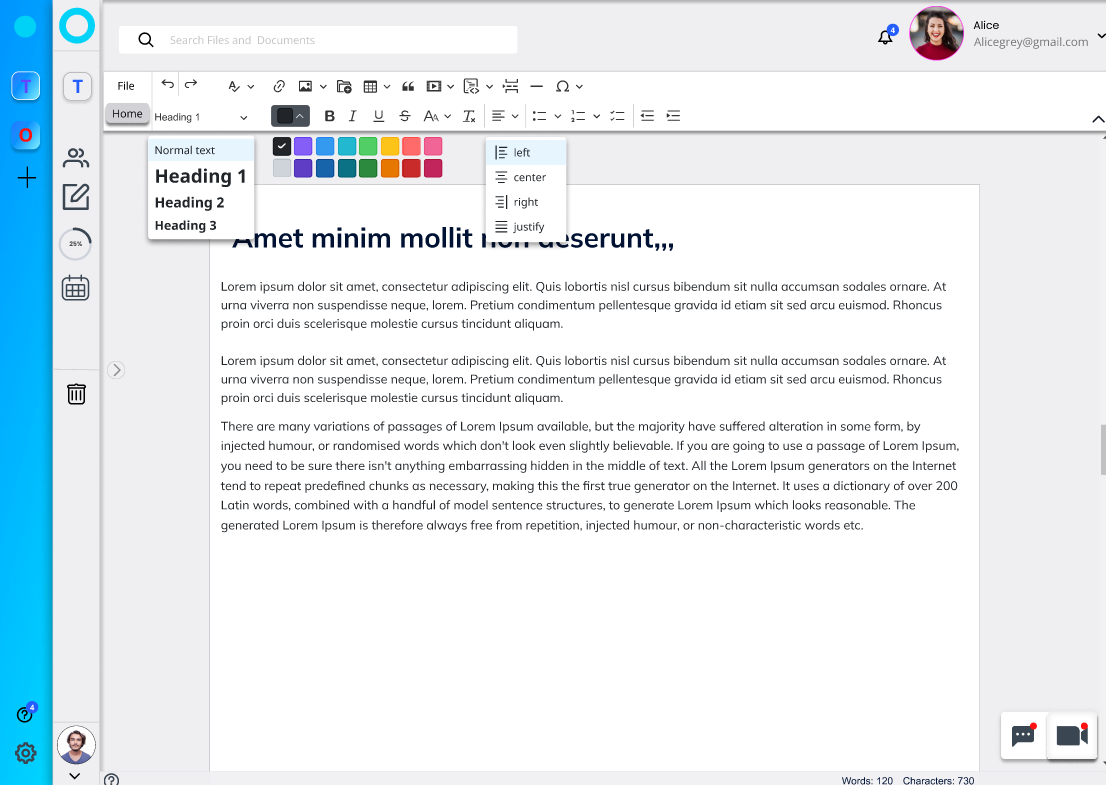 Search Files and Documents
4
Alice
Alicegrey@gmail.com
T
T
O
File
Home
Heading 1
B
I
U
S
AA
Tx
Normal text
Heading 1
Heading 2
Heading 3
left
center
right
justify
25%
Amet minim mollit non deserunt,,,
Lorem ipsum dolor sit amet, consectetur adipiscing elit. Quis lobortis nisl cursus bibendum sit nulla accumsan sodales ornare. At
urna viverra non suspendisse neque, lorem. Pretium condimentum pellentesque gravida id etiam sit sed arcu euismod. Rhoncus
proin orci duis scelerisque molestie cursus tincidunt aliquam.
Lorem ipsum dolor sit amet, consectetur adipiscing elit. Quis lobortis nisl cursus bibendum sit nulla accumsan sodales ornare. At
urna viverra non suspendisse neque, lorem. Pretium condimentum pellentesque gravida id etiam sit sed arcu euismod. Rhoncus
proin orci duis scelerisque molestie cursus tincidunt aliquam.
There are many variations of passages of Lorem Ipsum available, but the majority have suffered alteration in some form, by
injected humour, or randomised words which don't look even slightly believable. If you are going to use a passage of Lorem Ipsum,
you need to be sure there isn't anything embarrassing hidden in the middle of text. All the Lorem Ipsum generators on the Internet
tend to repeat predefined chunks as necessary, making this the first true generator on the Internet. It uses a dictionary of over 200
Latin words, combined with a handful of model sentence structures, to generate Lorem Ipsum which looks reasonable. The
generated Lorem Ipsum is therefore always free from repetition, injected humour, or non-characteristic words etc.
4
Words: 120 Characters: 730